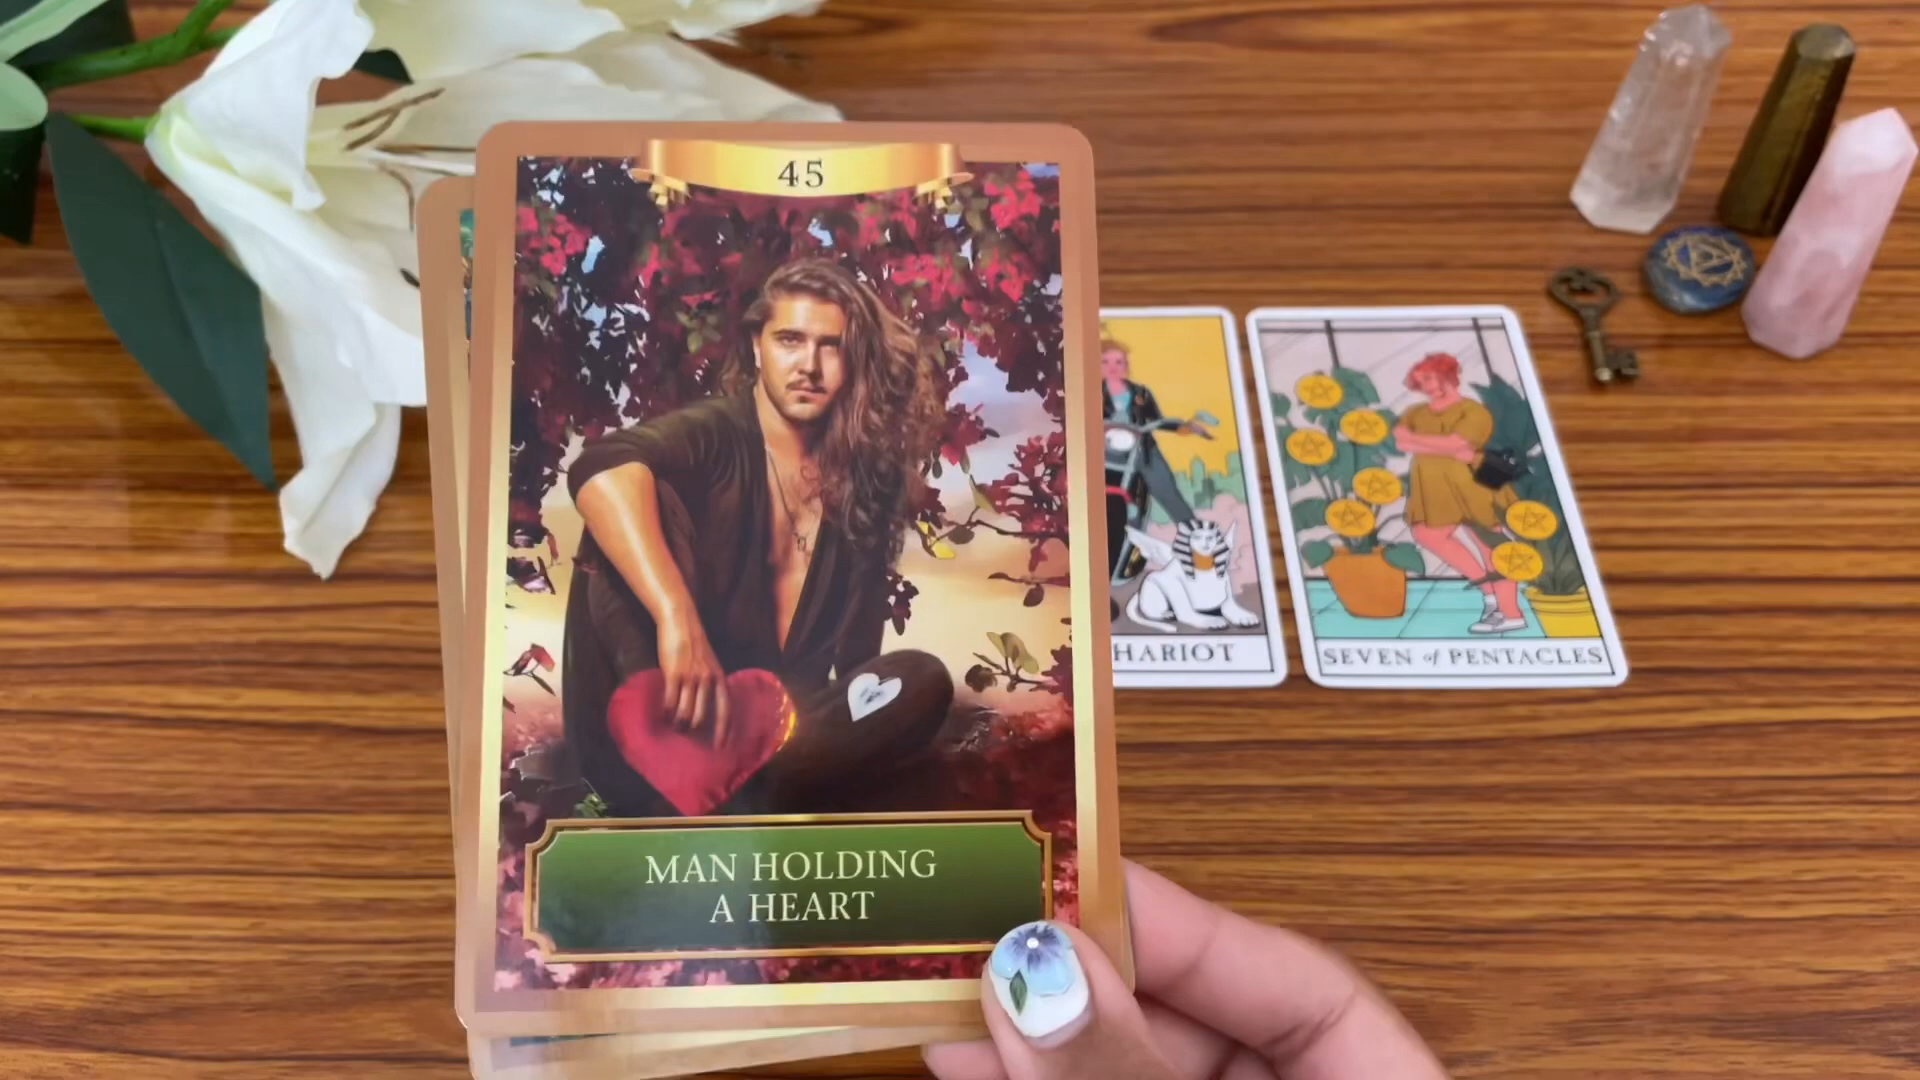 45
MAN HOLDING
A HEART
HARIOT
SEVEN of PENTACLES